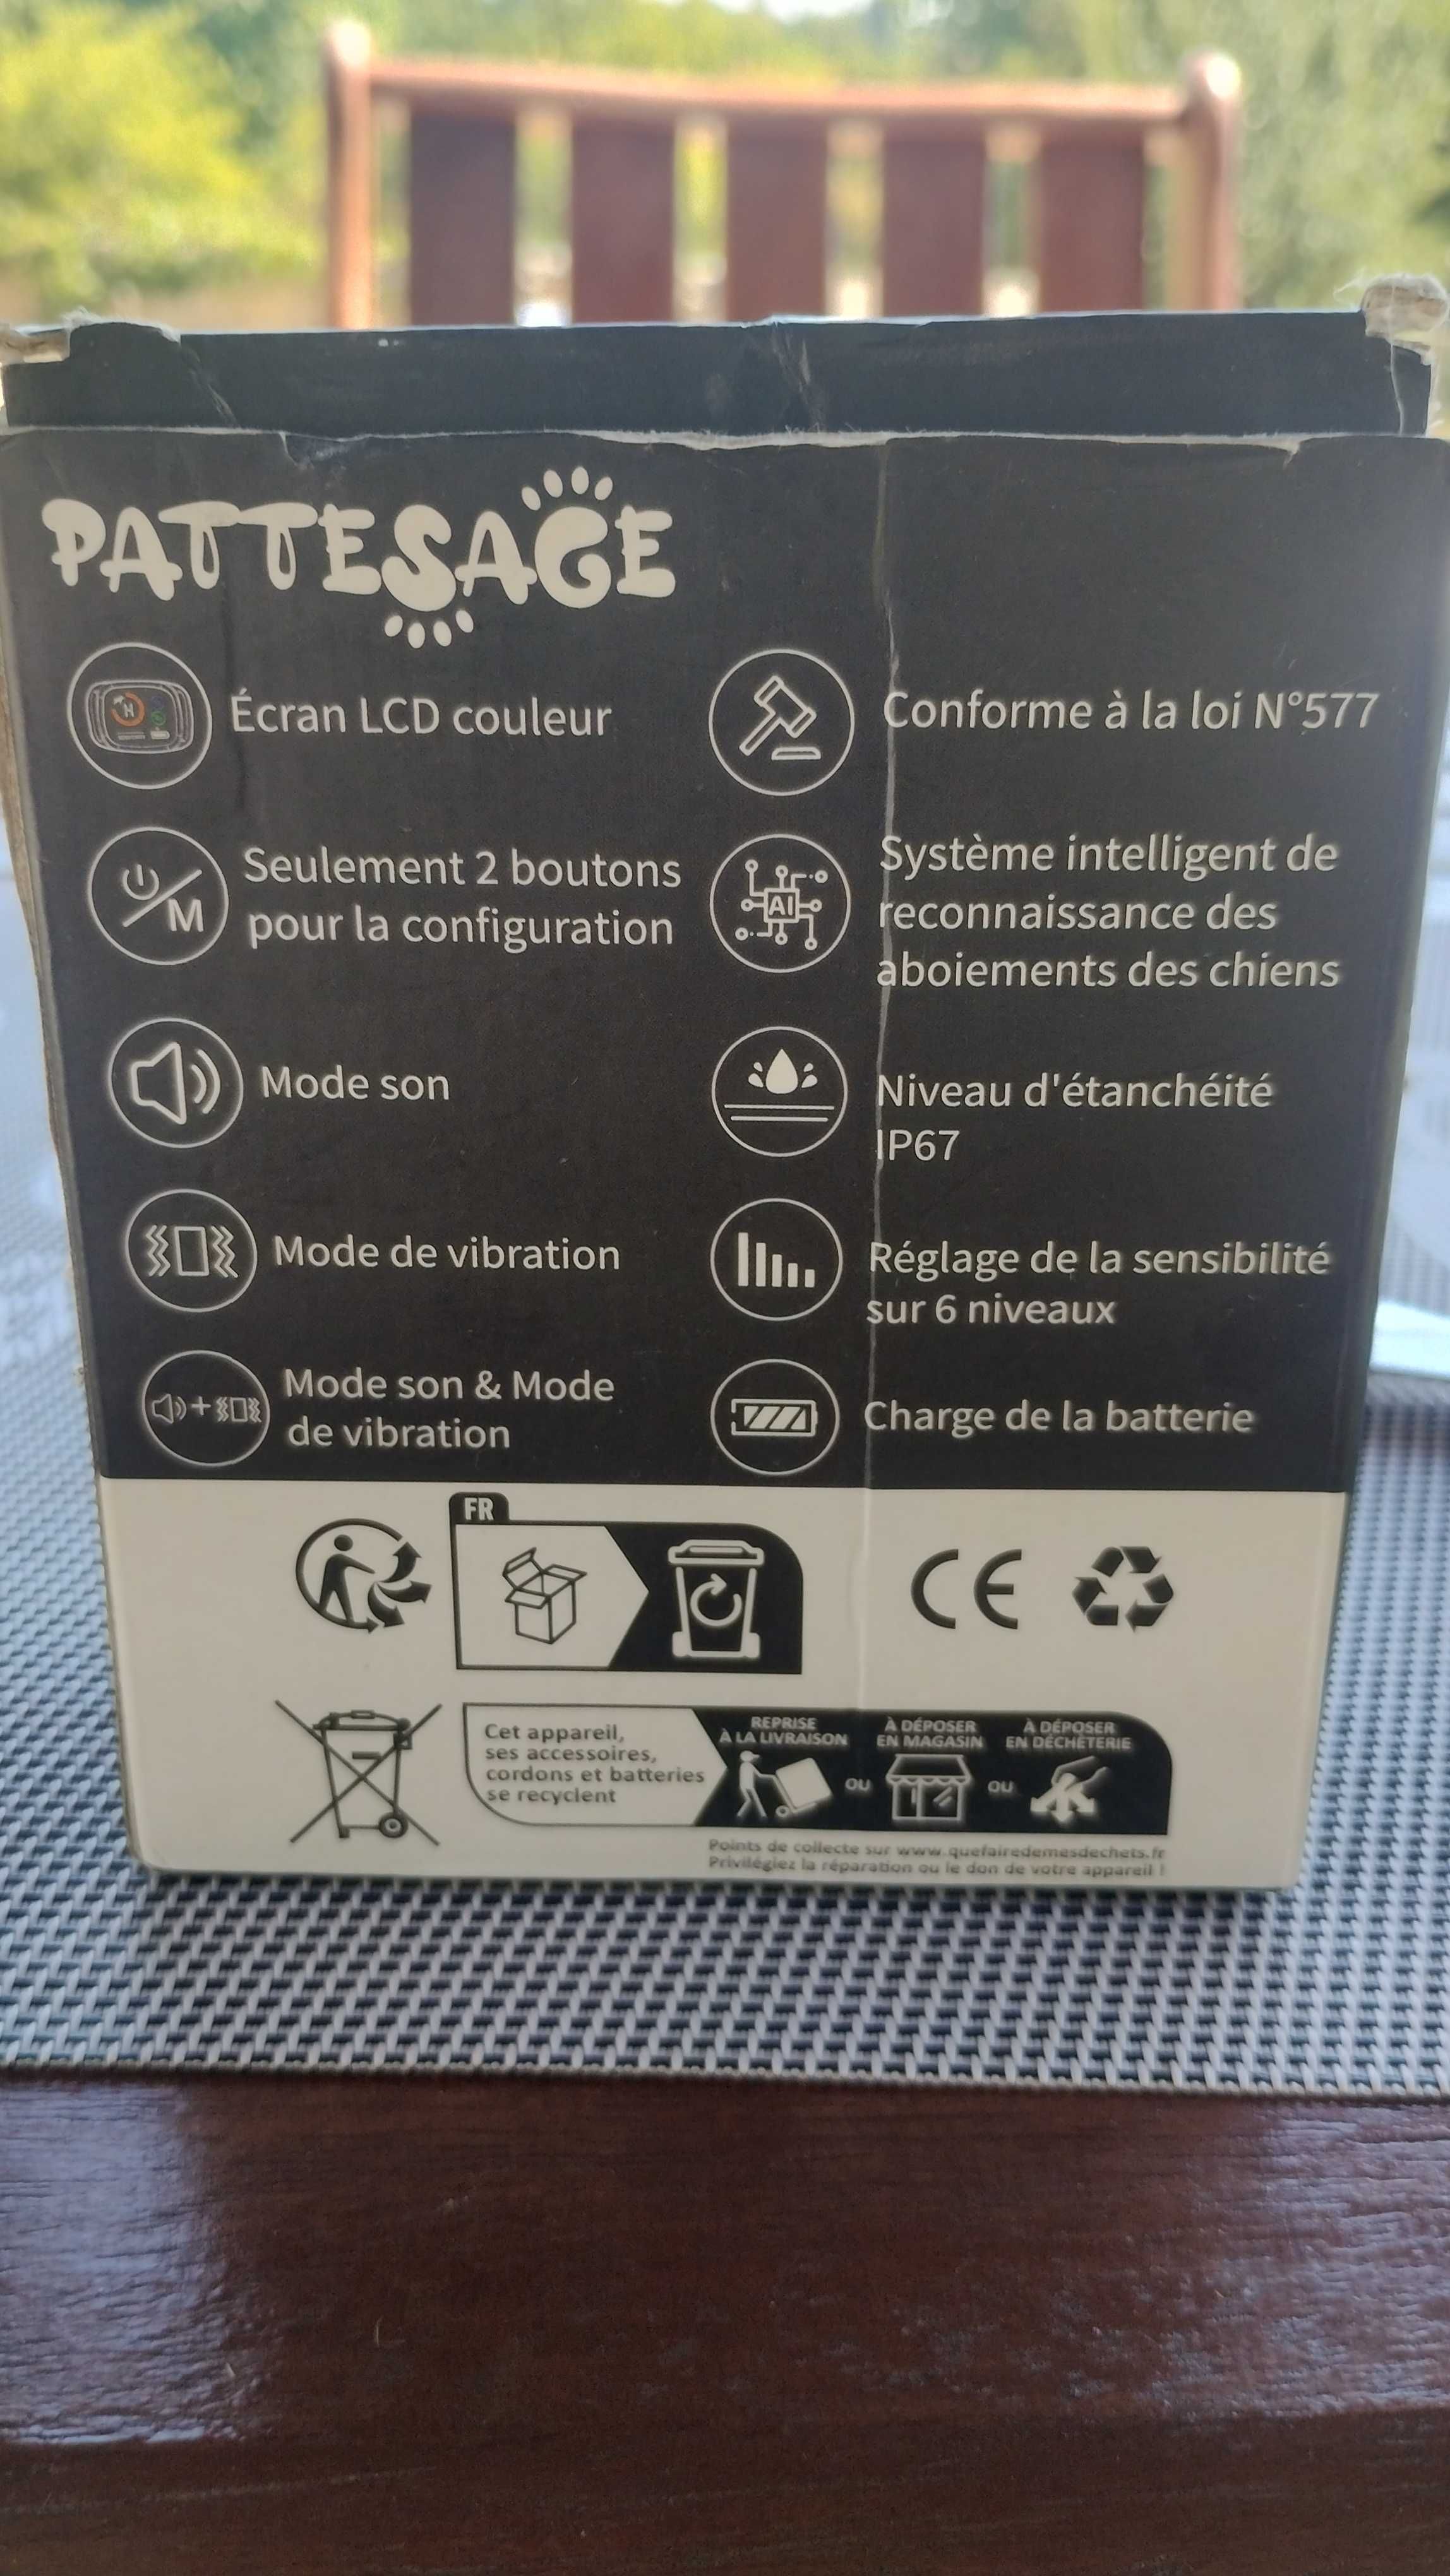 PATTESAGE
Écran LCD couleur
M
Seulement 2 boutons
pour la configuration
Mode son
Mode de vibration
Mode son & Mode
de vibration
Conforme à la loi N°577
AI
Système intelligent de
reconnaissance des
aboiements des chiens
Niveau d'étanchéité
IP67
Réglage de la sensibilité
sur 6 niveaux
Charge de la batterie
FR
CE
Cet appareil,
ses accessoires,
cordons et batteries
se recyclent
REPRISE
À LA LIVRAISON
OU
À DÉPOSER
EN MAGASIN
OU
À DÉPOSER
EN DÉCHÈTERIE
Points de collecte sur www.quefairedemesdechets.fr
Privilégiez la réparation ou le don de votre appareil !